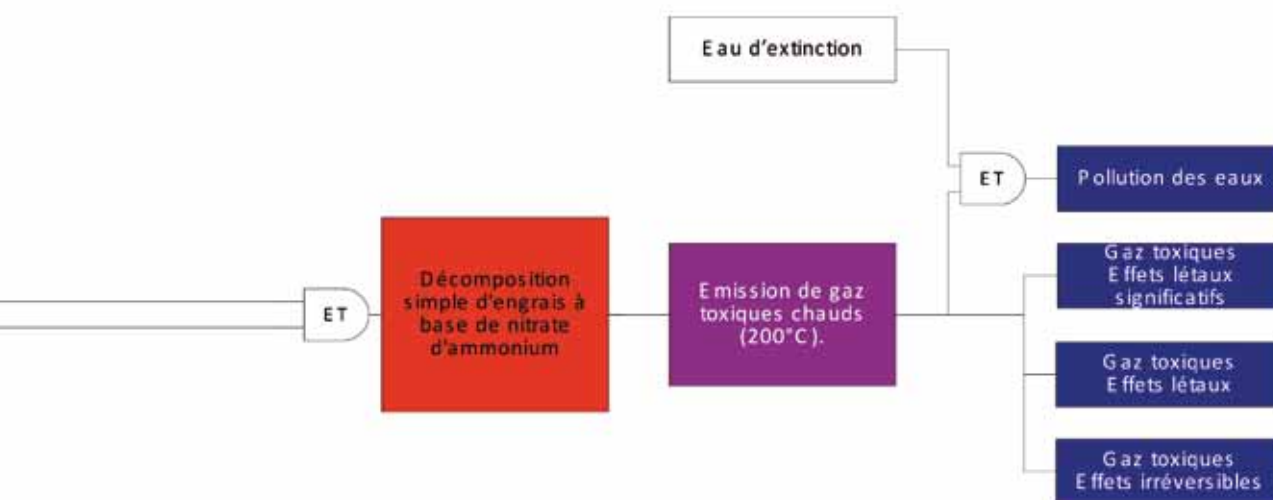 Eau d'extinction
ET
Pollution des eaux
ET
Décomposition
simple d'engrais à
base de nitrate
d'ammonium
Emission de gaz
toxiques chauds
(200°C).
Gaz toxiques
Effets létaux
significatifs
Gaz toxiques
Effets létaux
Gaz toxiques
Effets irréversibles